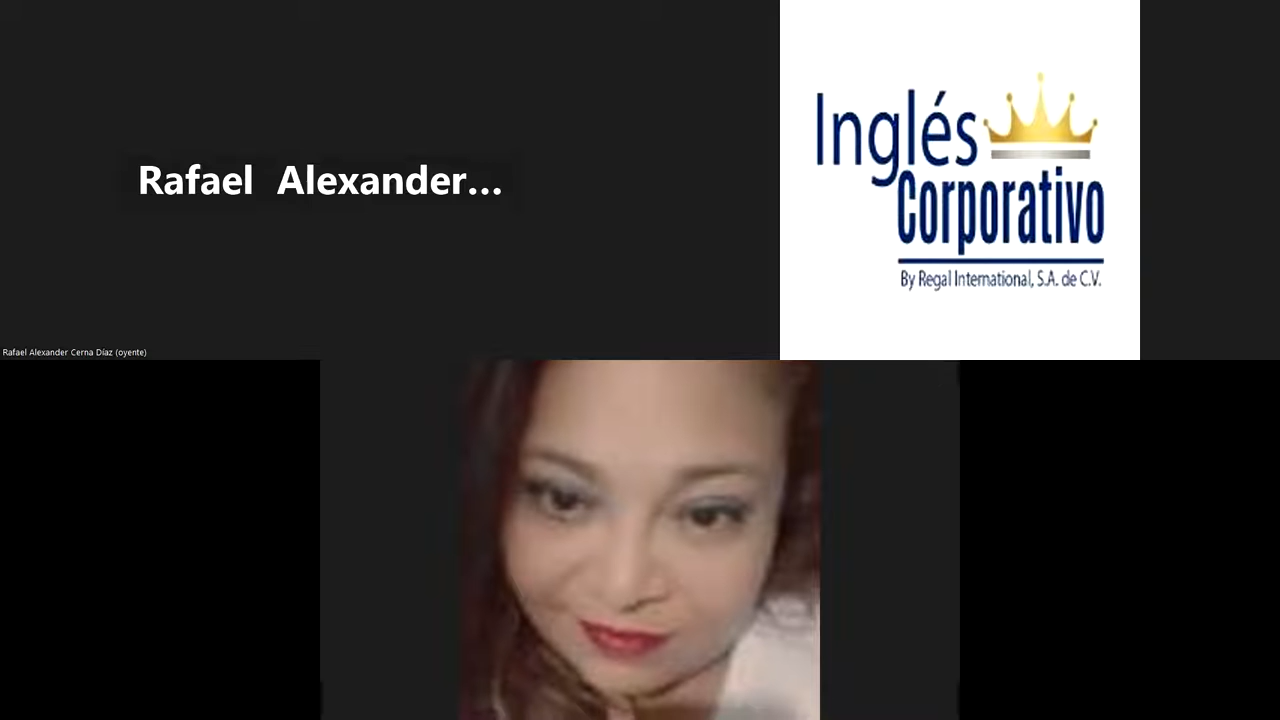 Rafael  Alexander...
Inglés
Corporativo
By Regal International, S.A. de C.V.
Rafael Alexander Cerna Díaz (oyente)